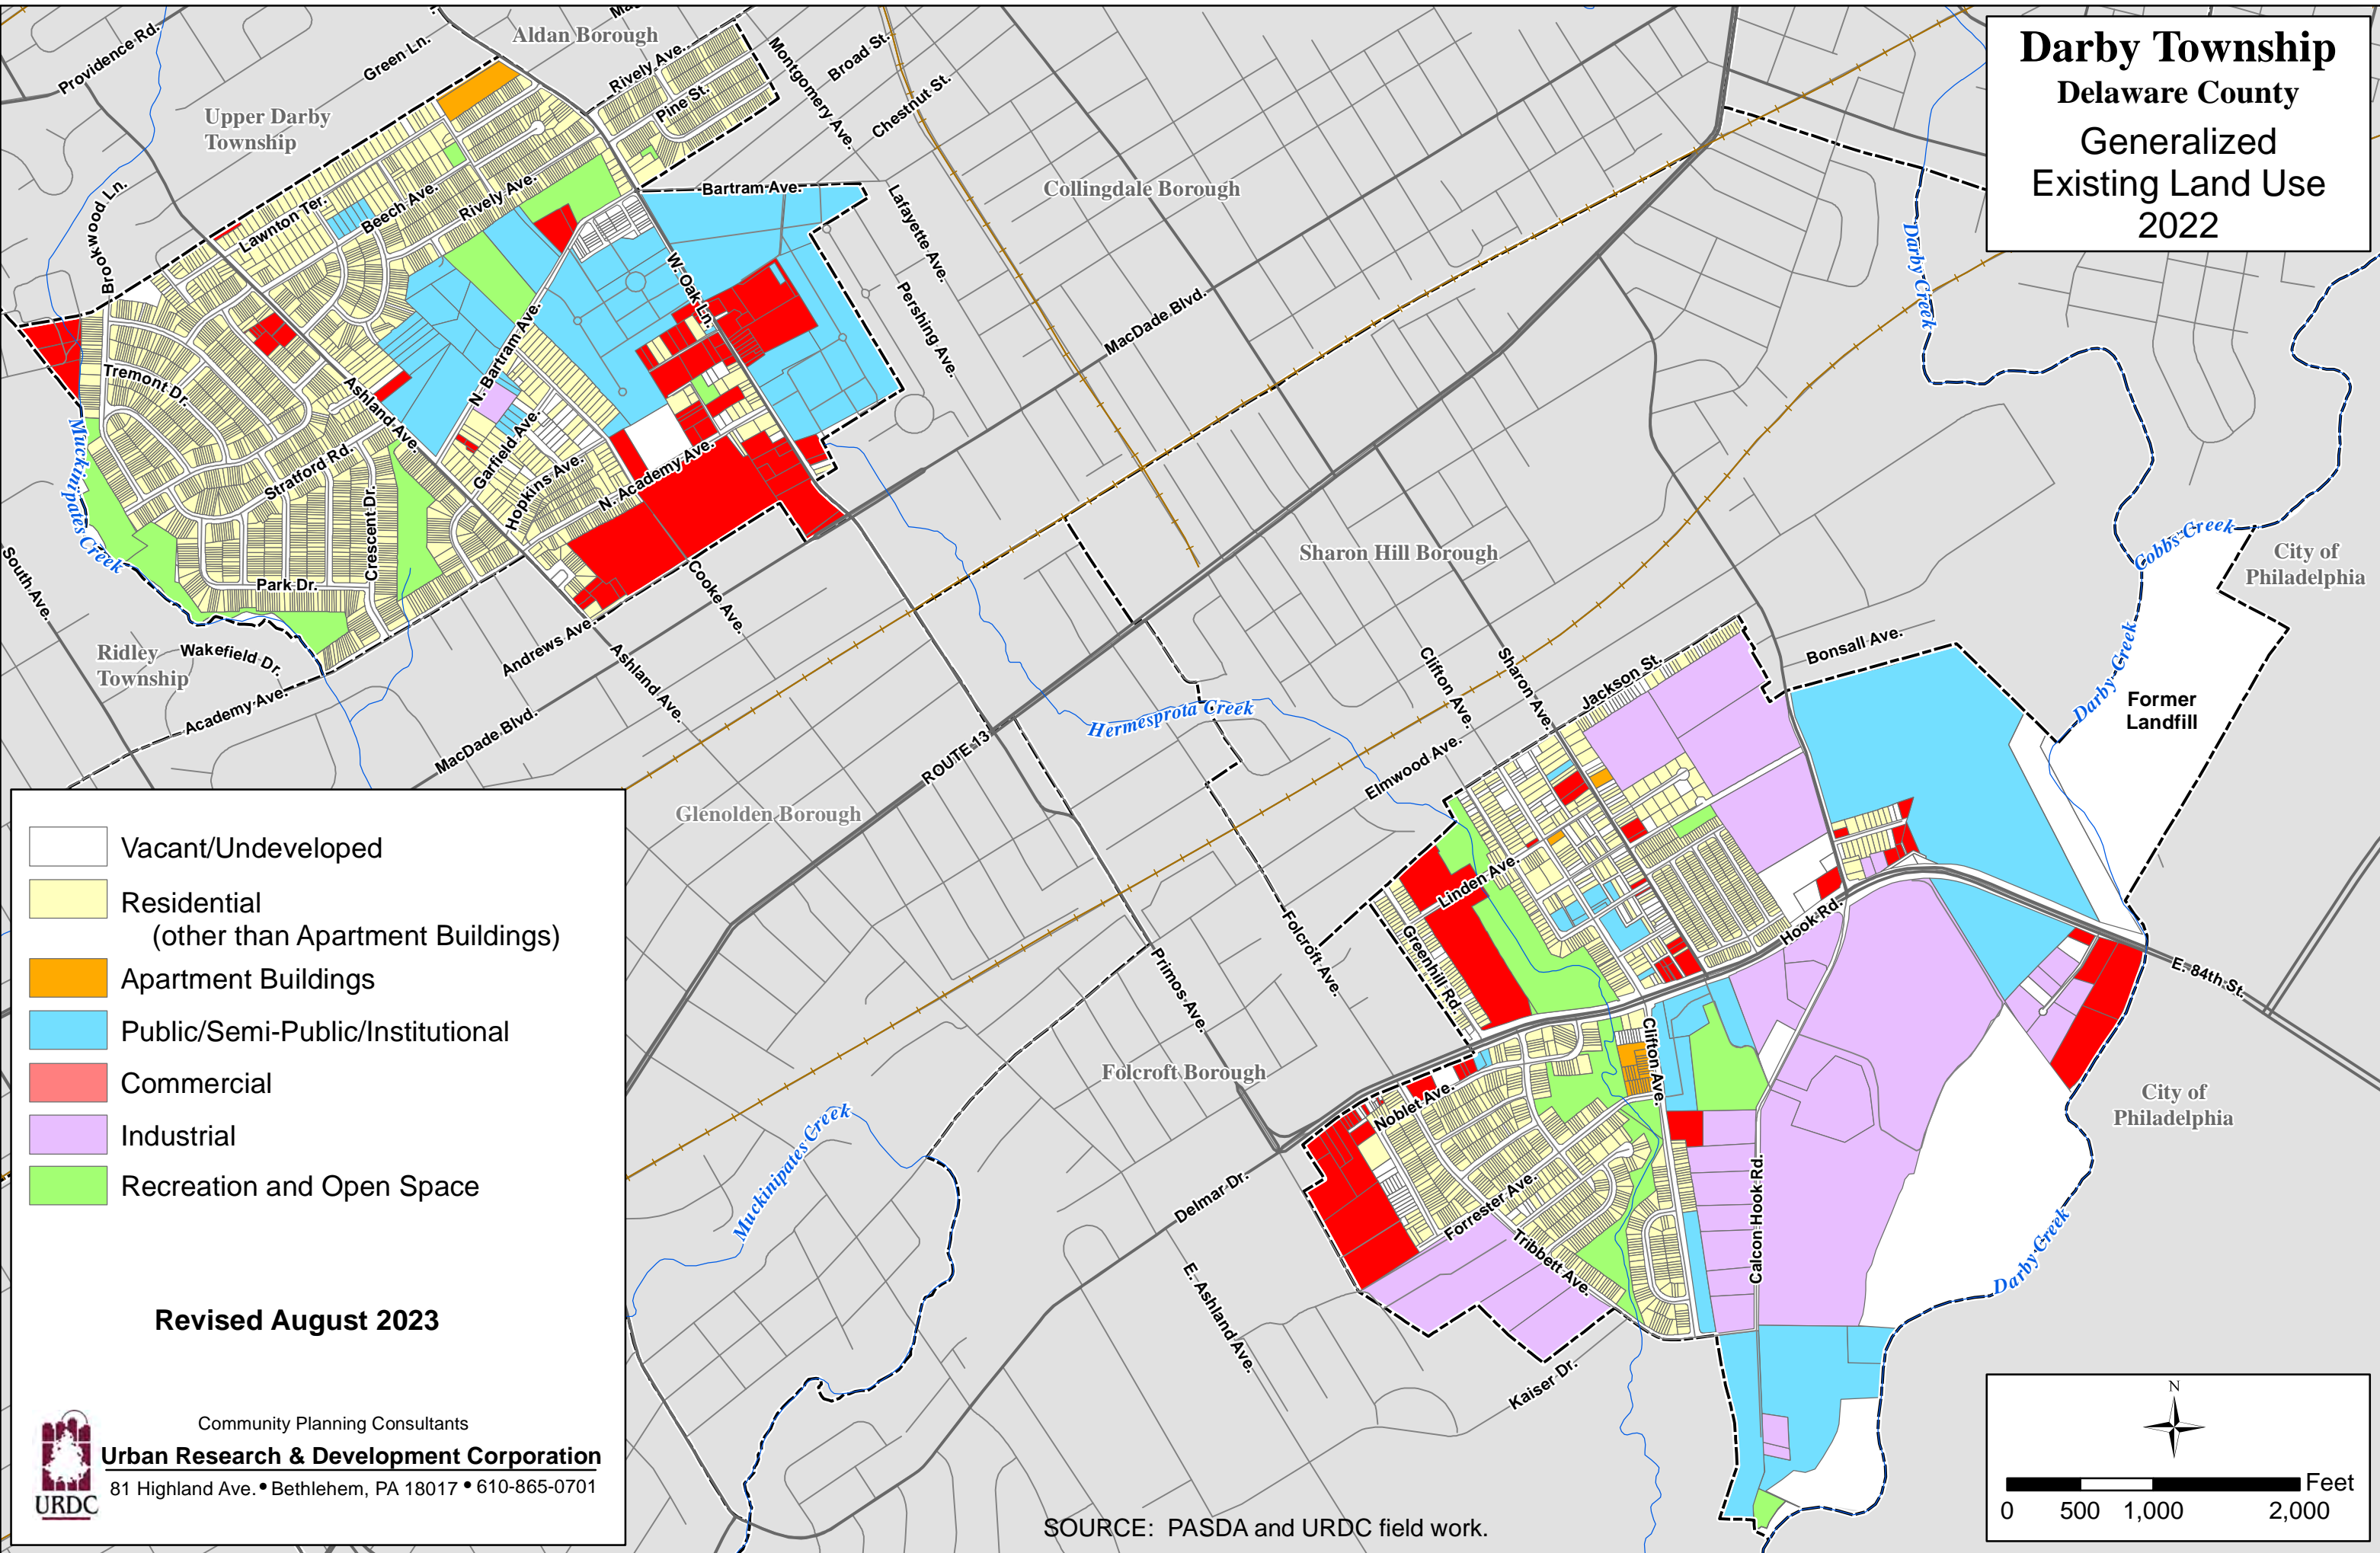 Darby Township
Delaware County
Generalized
Existing Land Use
2022
Aldan Borough
Providence Rd.
Green Ln.
Rively Ave.
Pine St.
Montgomery Ave.
Broad St.
Chestnut St.
Upper Darby
Township
Brookwood Ln.
Lawnton Ter.
Beech Ave.
Rively Ave.
Bartram Ave.
Lafayette Ave.
Pershing Ave.
Collingdale Borough
W. Oak Ln.
MacDade Blvd.
Darby Creek
N. Bartram Ave.
Tremont Dr.
Ashland Ave.
Stratford Rd.
Garfield Ave.
Hopkins Ave.
N. Academy Ave.
Crescent Dr.
Park Dr.
Muckinipates Creek
South Ave.
Ridley
Township
Wakefield Dr.
Academy Ave.
Andrews Ave.
Ashland Ave.
Cooke Ave.
MacDade Blvd.
Sharon Hill Borough
Cobbs Creek
City of
Philadelphia
Darby Creek
Former
Landfill
Bonsall Ave.
Jackson St.
Sharon Ave.
Clifton Ave.
Hermesprota Creek
Elmwood Ave.
ROUTE 13
Glenolden Borough
Linden Ave.
Greenhill Rd.
Folcroft Ave.
Primos Ave.
Hook Rd.
E. 84th St.
Clifton Ave.
Folcroft Borough
Noblet Ave.
City of
Philadelphia
Muckinipates Creek
Delmar Dr.
Forrester Ave.
Tribbett Ave.
Calcon Hook Rd.
Darby Creek
E. Ashland Ave.
Kaiser Dr.
Vacant/Undeveloped
Residential
(other than Apartment Buildings)
Apartment Buildings
Public/Semi-Public/Institutional
Commercial
Industrial
Recreation and Open Space
Revised August 2023
Community Planning Consultants
Urban Research & Development Corporation
81 Highland Ave. • Bethlehem, PA 18017 • 610-865-0701
URDC
SOURCE: PASDA and URDC field work.
N
Feet
0 500 1,000 2,000